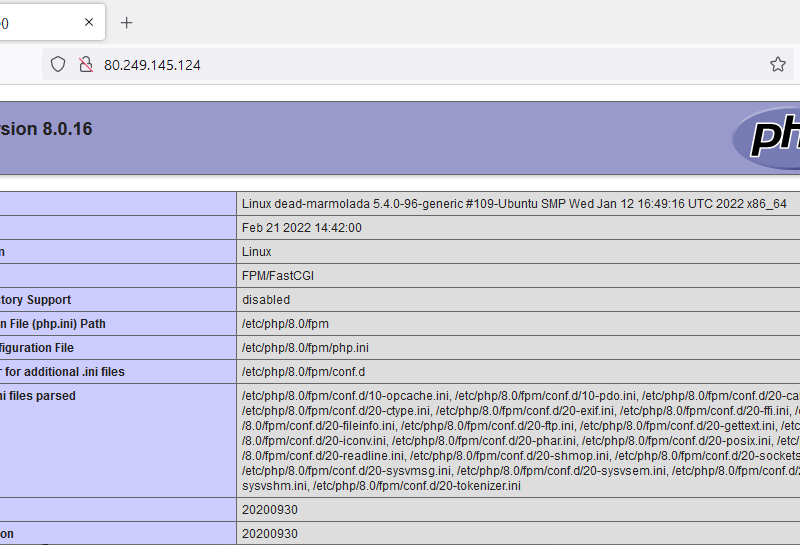 0
80.249.145.124
rsion 8.0.16
ph
Linux dead-marmolada 5.4.0-96-generic #109-Ubuntu SMP Wed Jan 12 16:49:16 UTC 2022 x86_64
Feb 21 2022 14:42:00
n Linux
FPM/FastCGI
ctory Support disabled
n File (php.ini) Path /etc/php/8.0/fpm
figuration File /etc/php/8.0/fpm/php.ini
r for additional .ini files /etc/php/8.0/fpm/conf.d
ni files parsed /etc/php/8.0/fpm/conf.d/10-opcache.ini, /etc/php/8.0/fpm/conf.d/10-pdo.ini, /etc/php/8.0/fpm/conf.d/20-cal
/etc/php/8.0/fpm/conf.d/20-ctype.ini, /etc/php/8.0/fpm/conf.d/20-exif.ini, /etc/php/8.0/fpm/conf.d/20-ffi.ini, /
/8.0/fpm/conf.d/20-fileinfo.ini, /etc/php/8.0/fpm/conf.d/20-ftp.ini, /etc/php/8.0/fpm/conf.d/20-gettext.ini, /etc
/8.0/fpm/conf.d/20-iconv.ini, /etc/php/8.0/fpm/conf.d/20-phar.ini, /etc/php/8.0/fpm/conf.d/20-posix.ini, /etc
/8.0/fpm/conf.d/20-readline.ini, /etc/php/8.0/fpm/conf.d/20-shmop.ini, /etc/php/8.0/fpm/conf.d/20-sockets
/etc/php/8.0/fpm/conf.d/20-sysvmsg.ini, /etc/php/8.0/fpm/conf.d/20-sysvsem.ini, /etc/php/8.0/fpm/conf.d/2
sysvshm.ini, /etc/php/8.0/fpm/conf.d/20-tokenizer.ini
20200930
on 20200930